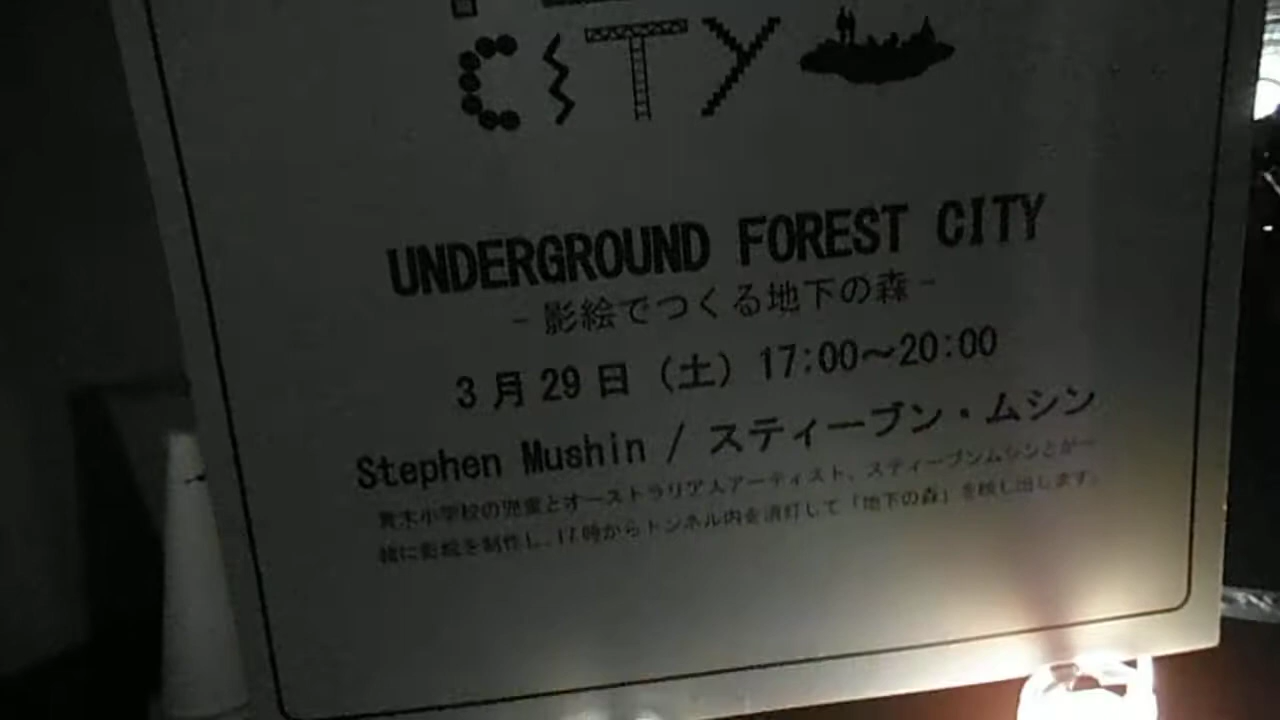 CITY
UNDERGROUND FOREST CITY
-影絵でつくる地下の森-
3月29日（土）17:00～20:00
Stephen Mushin / スティーブン・ムシン
青木小学校の児童とオーストラリア人アーティスト、スティーブンムシンとが一
緒に影絵を制作し、17時からトンネル内を消灯して「地下の森」を映し出します。